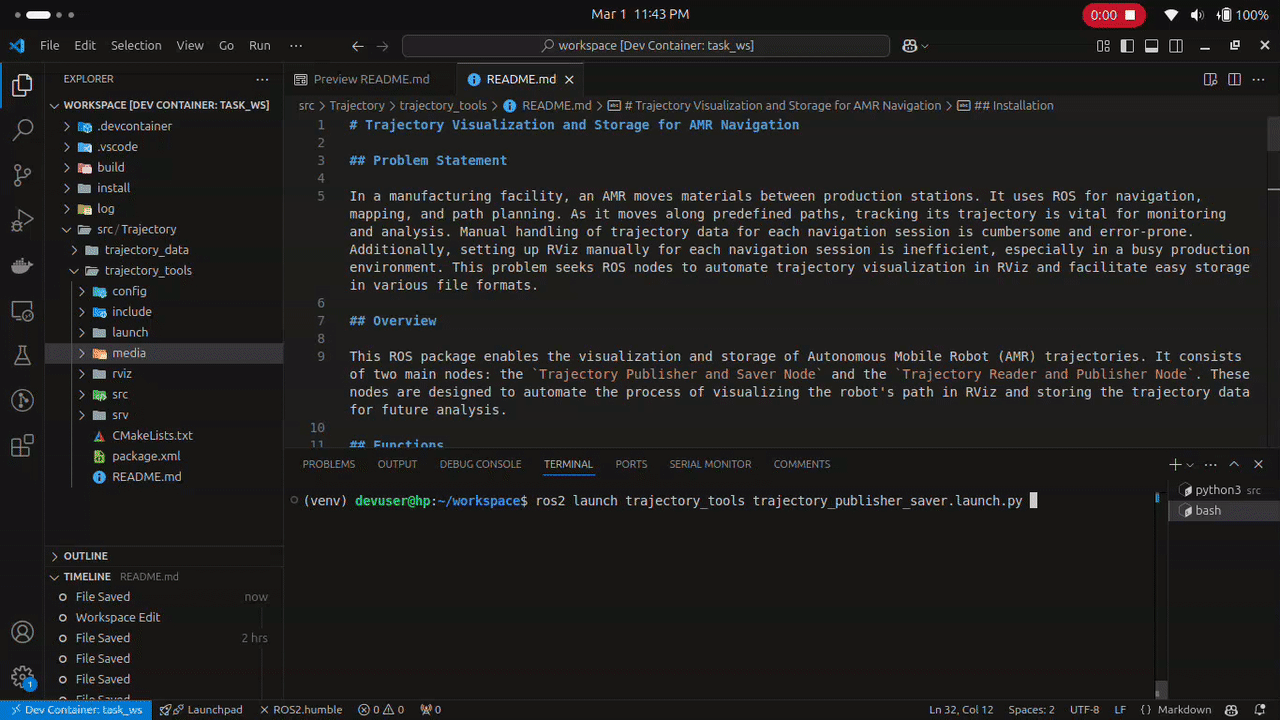 Mar 1 11:43 PM
0:00
100%
File Edit Selection View Go Run ···
workspace [Dev Container: task_ws]
EXPLORER
WORKSPACE [DEV CONTAINER: TASK_WS]
.devcontainer
.vscode
build
install
log
src / Trajectory
trajectory_data
trajectory_tools
config
include
launch
media
rviz
src
srv
CMakeLists.txt
package.xml
README.md
OUTLINE
TIMELINE README.md
File Saved now
Workspace Edit
File Saved 2 hrs
File Saved
File Saved
File Saved
Preview README.md
README.md
src > Trajectory > trajectory_tools > README.md > # Trajectory Visualization and Storage for AMR Navigation > ## Installation
1 # Trajectory Visualization and Storage for AMR Navigation
2
3 ## Problem Statement
4
5 In a manufacturing facility, an AMR moves materials between production stations. It uses ROS for navigation,
mapping, and path planning. As it moves along predefined paths, tracking its trajectory is vital for monitoring
and analysis. Manual handling of trajectory data for each navigation session is cumbersome and error-prone.
Additionally, setting up RViz manually for each navigation session is inefficient, especially in a busy production
environment. This problem seeks ROS nodes to automate trajectory visualization in RViz and facilitate easy storage
in various file formats.
6
7 ## Overview
8
9 This ROS package enables the visualization and storage of Autonomous Mobile Robot (AMR) trajectories. It consists
of two main nodes: the `Trajectory Publisher and Saver Node` and the `Trajectory Reader and Publisher Node`. These
nodes are designed to automate the process of visualizing the robot's path in RViz and storing the trajectory data
for future analysis.
10
11 ## Functions
PROBLEMS OUTPUT DEBUG CONSOLE TERMINAL PORTS SERIAL MONITOR COMMENTS
(venv) devuser@hp:~/workspace$ ros2 launch trajectory_tools trajectory_publisher_saver.launch.py
python3 src
bash
1
Dev Container: task_ws Launchpad ROS2.humble 0 0 0 Ln 32, Col 12 Spaces: 2 UTF-8 LF {} Markdown